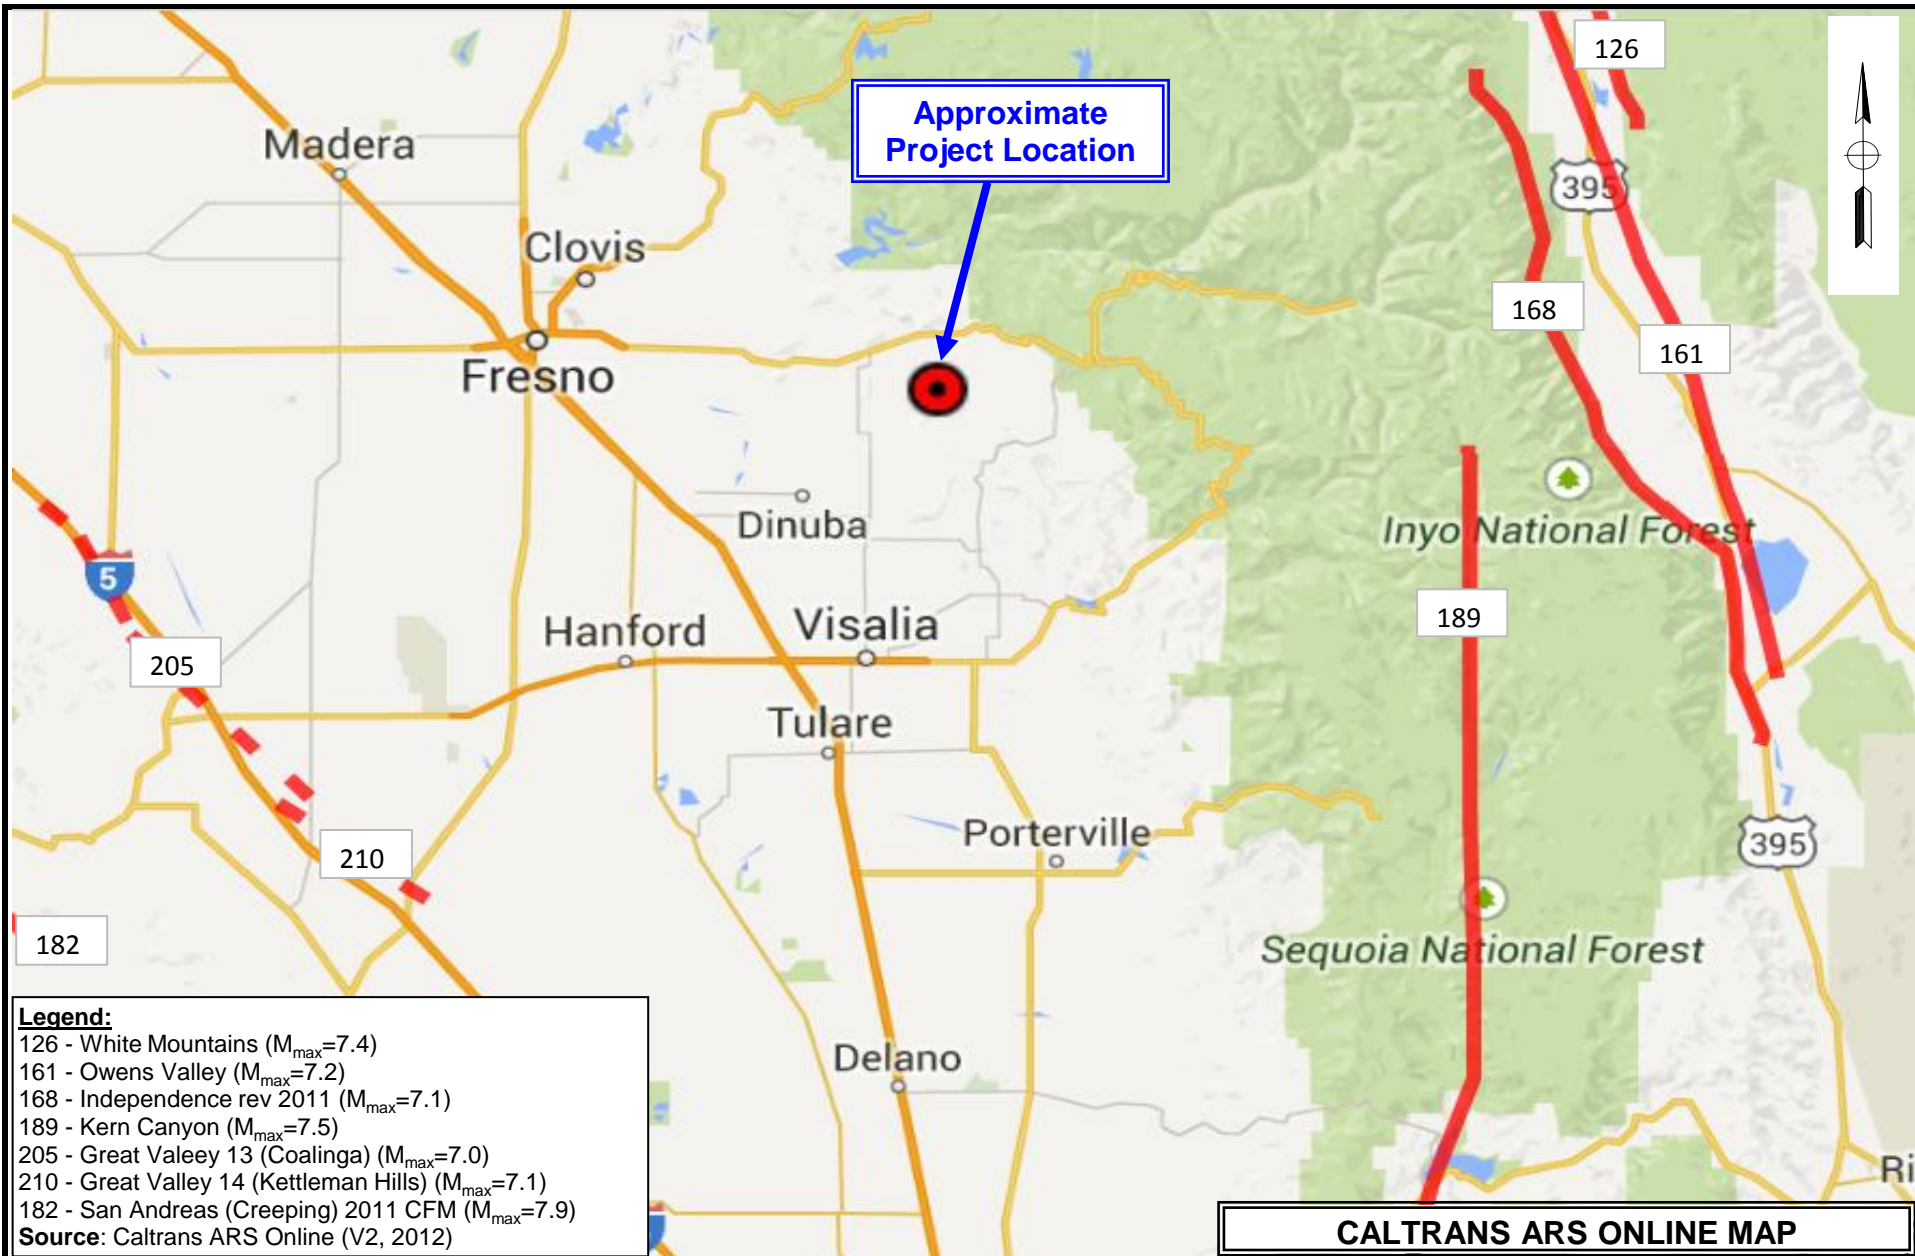 126
Approximate
Project Location
Madera
395
Clovis
168
161
Fresno
Dinuba
Inyo National Forest
5
189
Hanford
Visalia
205
Tulare
Porterville
395
210
182
Sequoia National Forest
Delano
Ri
Legend:
126 - White Mountains (Mmax=7.4)
161 - Owens Valley (Mmax=7.2)
168 - Independence rev 2011 (Mmax=7.1)
189 - Kern Canyon (Mmax=7.5)
205 - Great Valeey 13 (Coalinga) (Mmax=7.0)
210 - Great Valley 14 (Kettleman Hills) (Mmax=7.1)
182 - San Andreas (Creeping) 2011 CFM (Mmax=7.9)
Source: Caltrans ARS Online (V2, 2012)
CALTRANS ARS ONLINE MAP